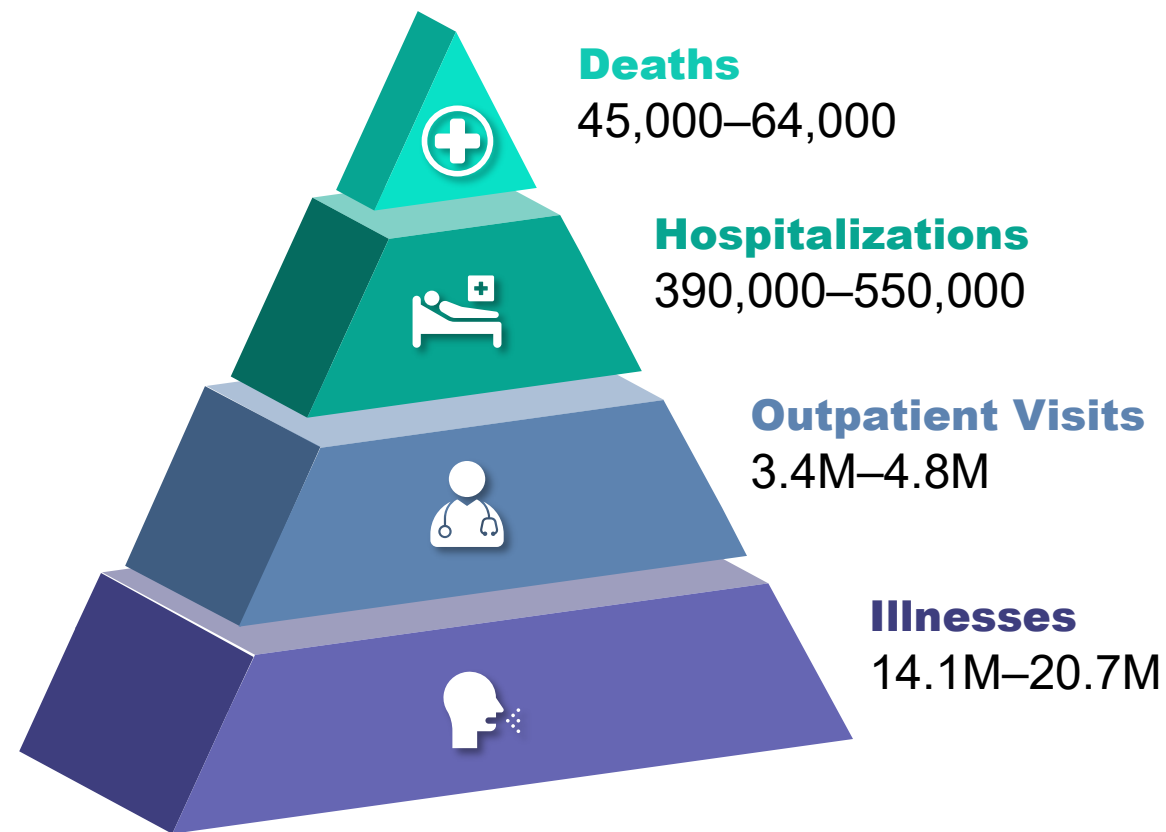 Deaths
45,000–64,000
Hospitalizations
390,000–550,000
Outpatient Visits
3.4M–4.8M
Illnesses
14.1M–20.7M